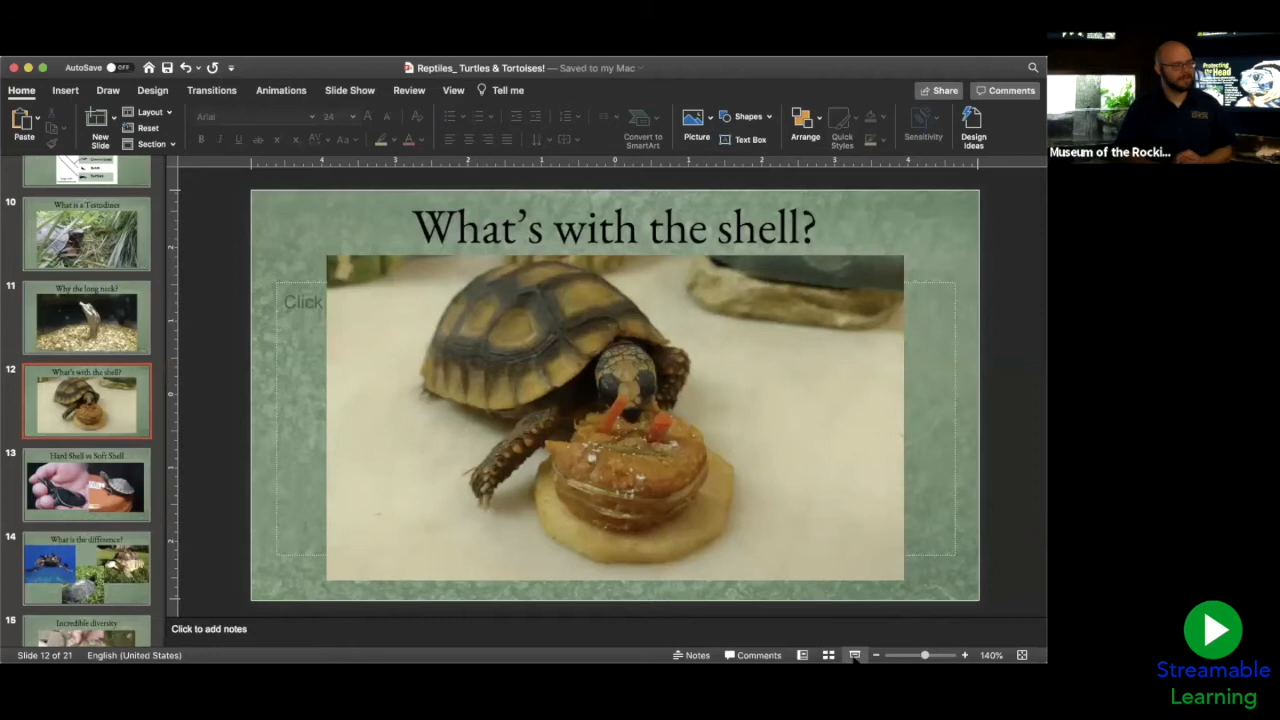 AutoSave OFF
Reptiles_ Turtles & Tortoises! — Saved to my Mac
Home Insert Draw Design Transitions Animations Slide Show Review View Tell me
Share Comments
Paste
New
Slide
Layout
Reset
Section
Arial 24
Convert to
SmartArt
Picture
Shapes
Text Box
Arrange
Quick
Styles
Sensitivity
Design
Ideas
10
What is a Testudines
11
Why the long neck?
12
What's with the shell?
13
Hard Shell vs Soft Shell
14
What is the difference?
15
Incredible diversity
What's with the shell?
Click
Click to add notes
Slide 12 of 21 English (United States)
Notes Comments 140%
Protecting
the Head
Museum of the Rocki...
Streamable
Learning